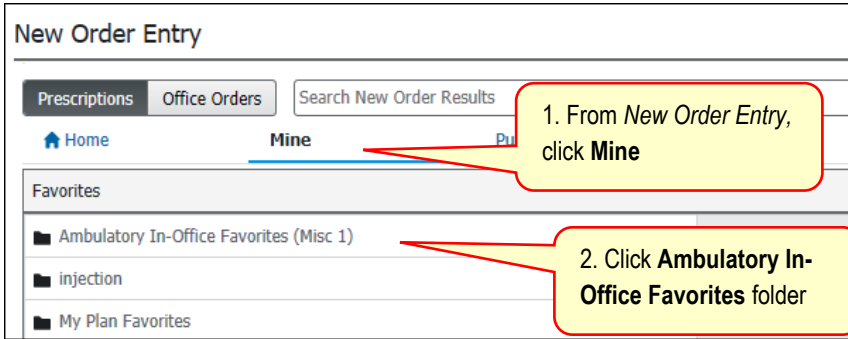 New Order Entry
Prescriptions Office Orders Search New Order Results
1. From New Order Entry,
click Mine
Home Mine Pu
Favorites
Ambulatory In-Office Favorites (Misc 1)
2. Click Ambulatory In-
Office Favorites folder
injection
My Plan Favorites